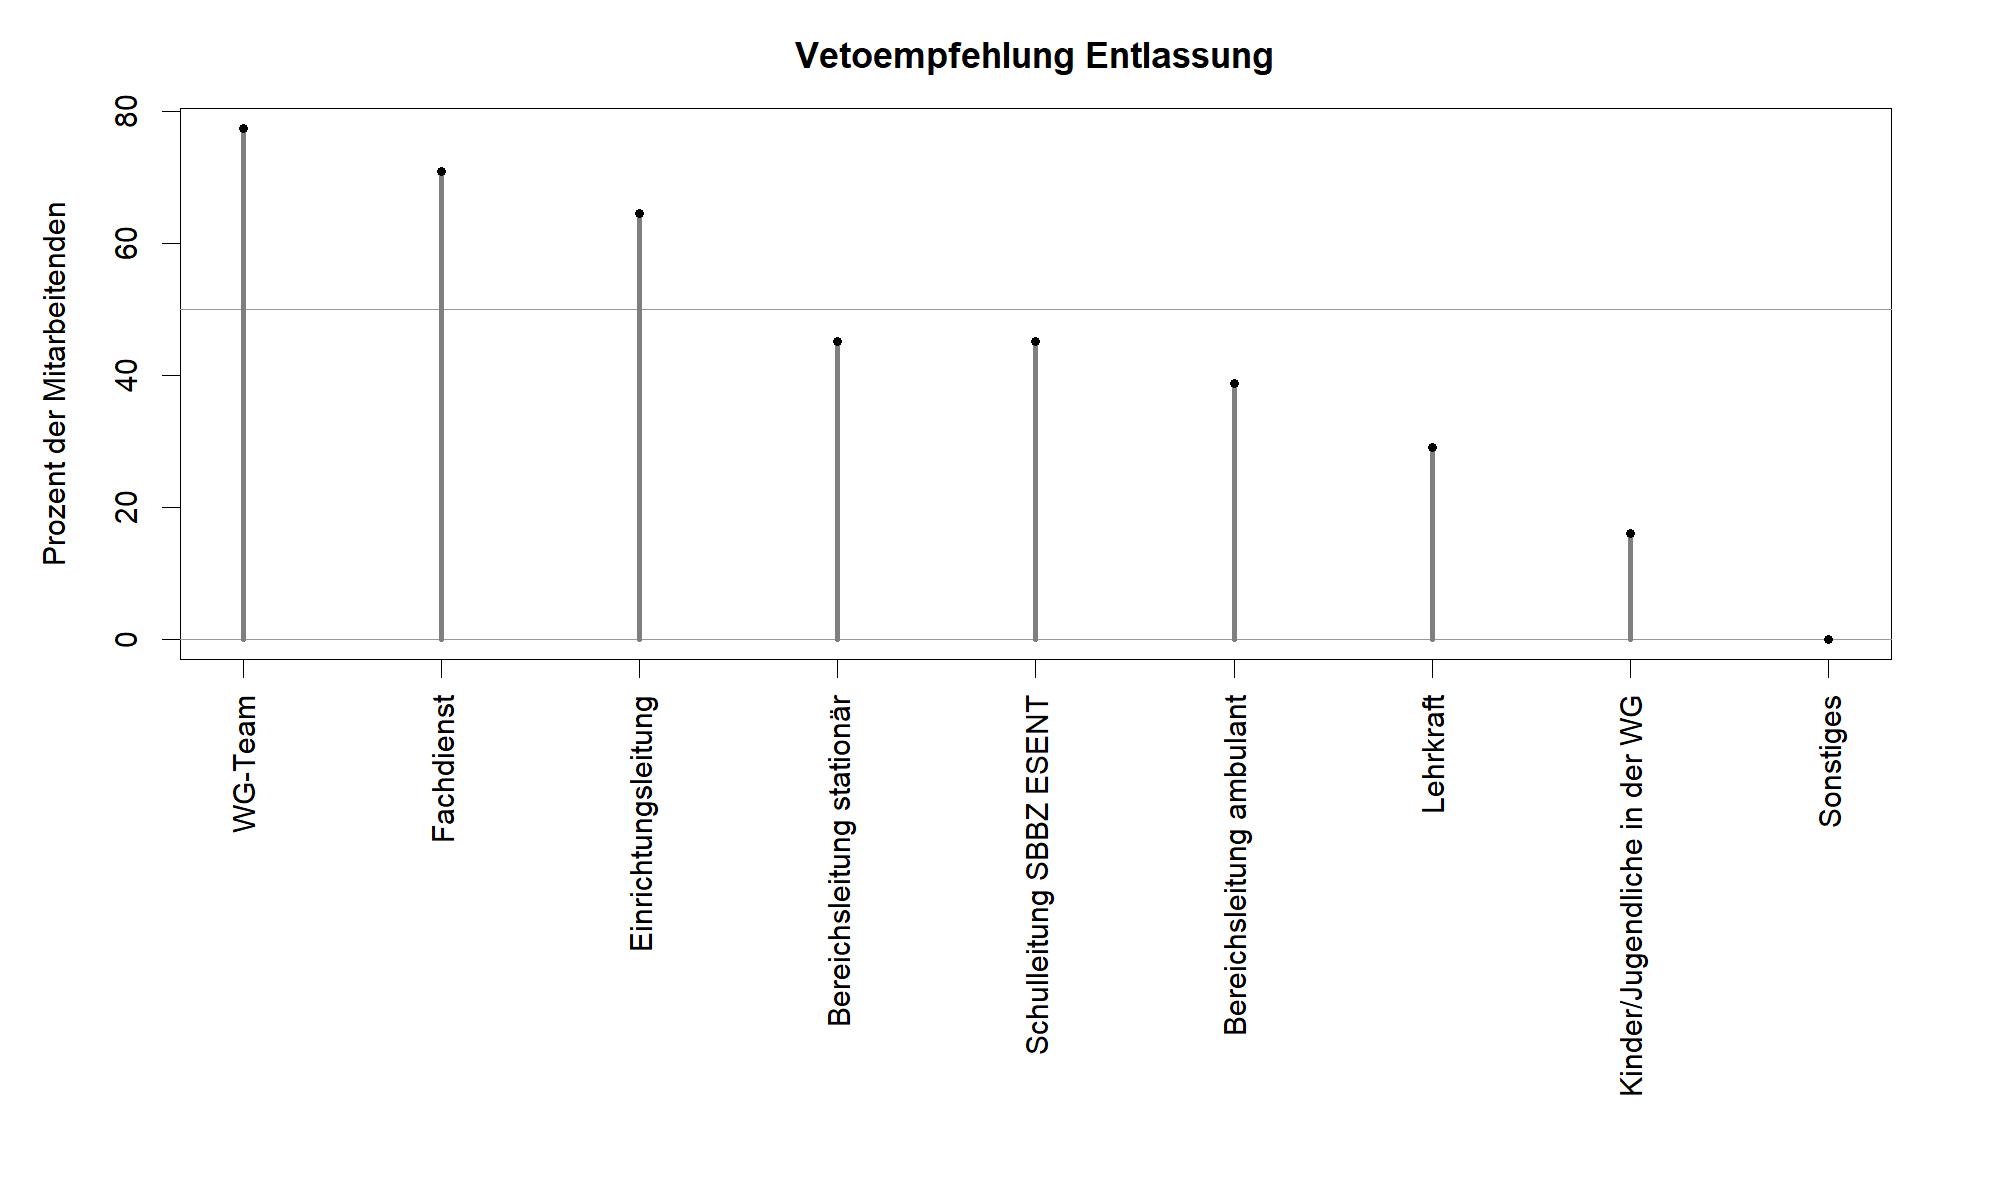 Vetoempfehlung Entlassung
Prozent der Mitarbeitenden
80
60
40
20
0
WG-Team
Fachdienst
Einrichtungsleitung
Bereichsleitung stationär
Schulleitung SBBZ ESENT
Bereichsleitung ambulant
Lehrkraft
Kinder/Jugendliche in der WG
Sonstiges